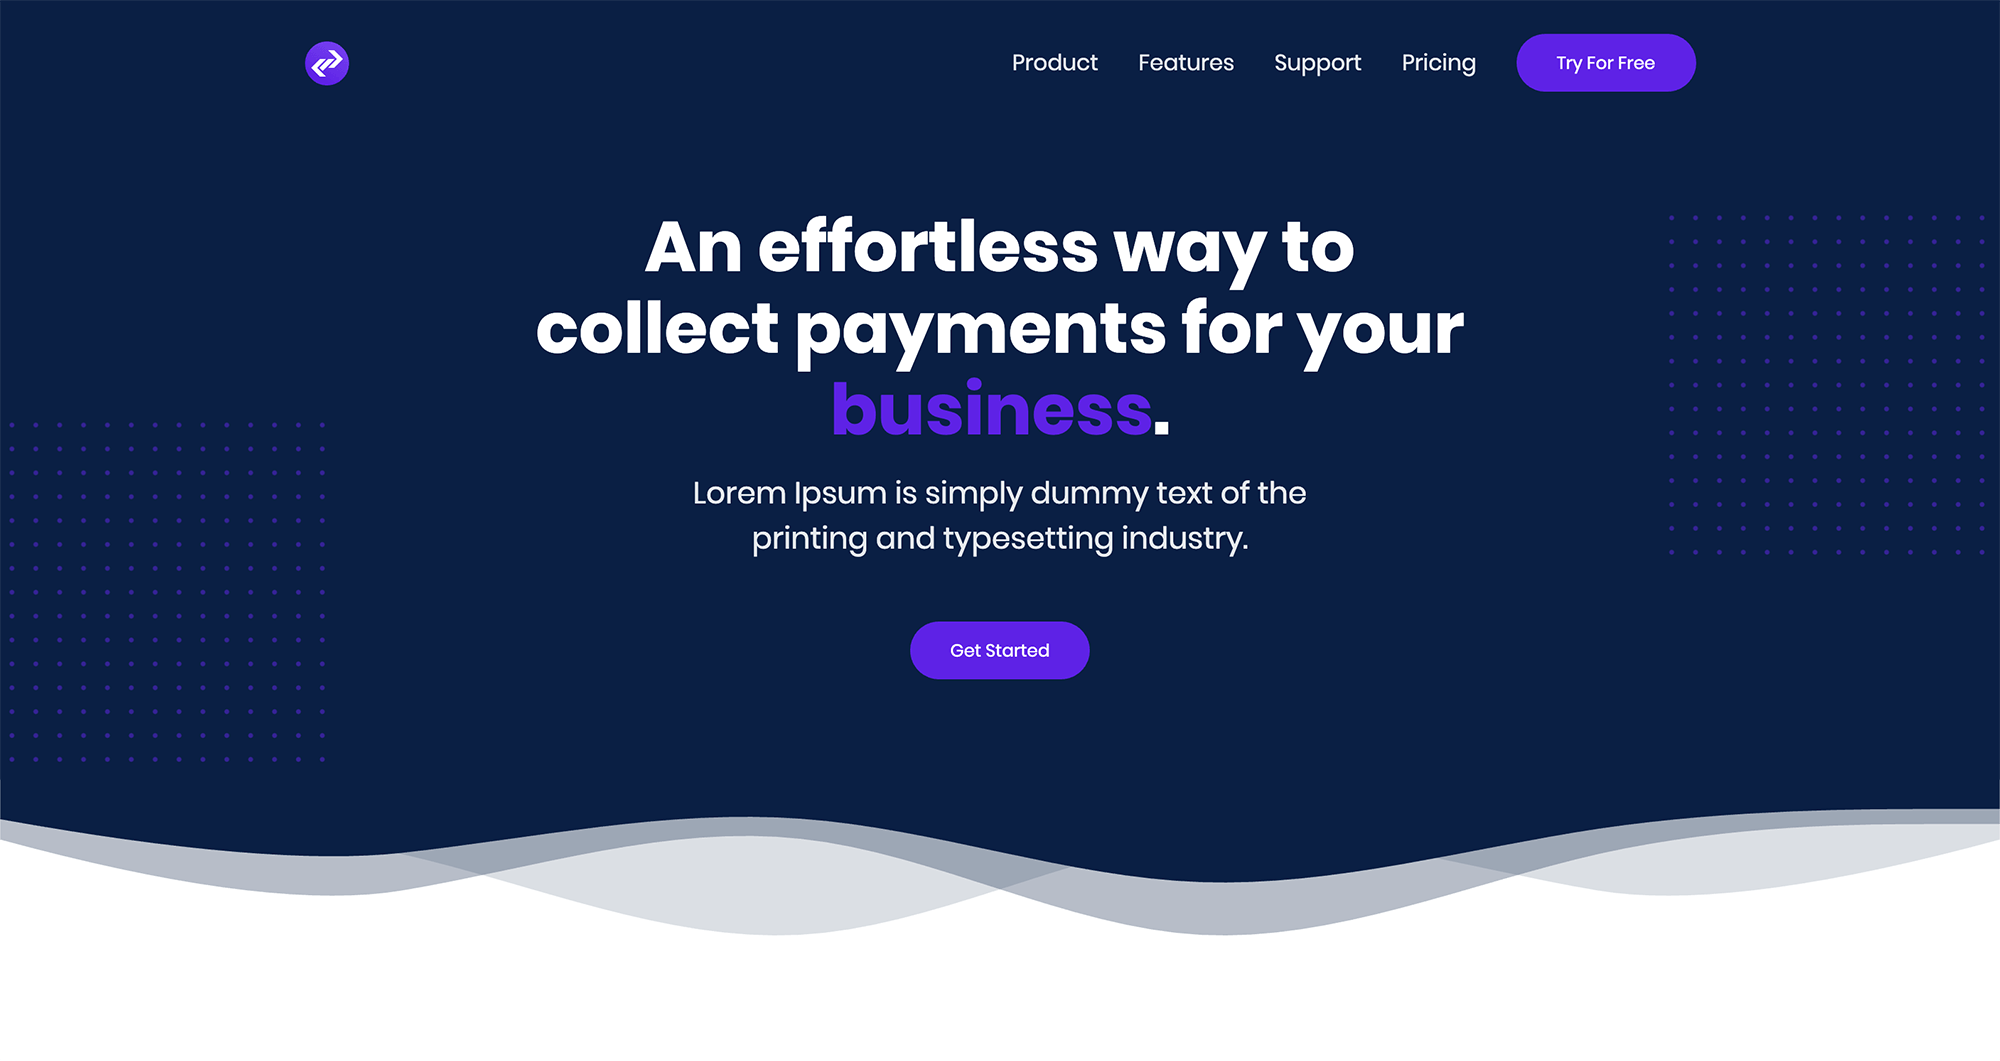 Product Features Support Pricing Try For Free
An effortless way to
collect payments for your
business.
Lorem Ipsum is simply dummy text of the
printing and typesetting industry.
Get Started